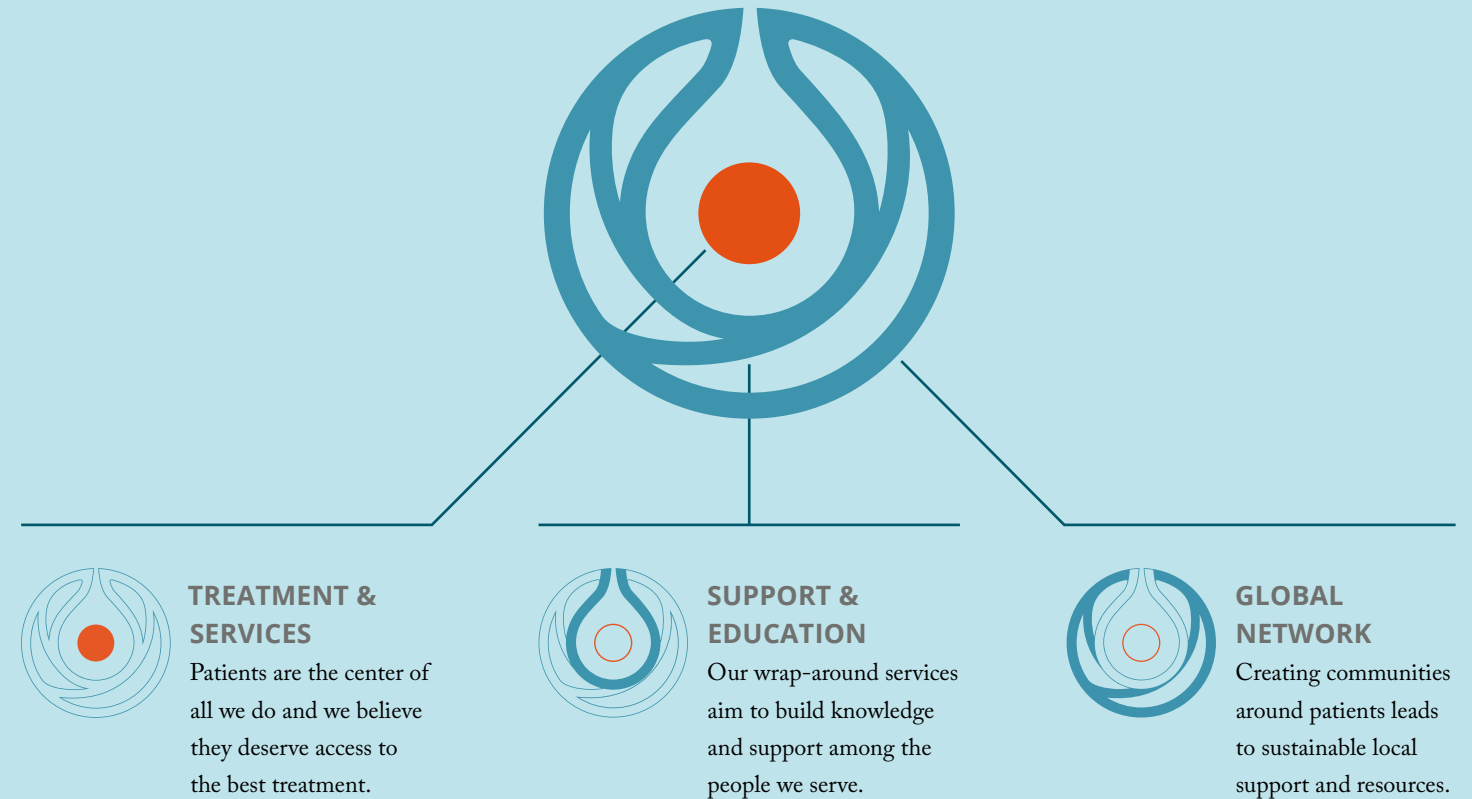 TREATMENT &
SERVICES
Patients are the center of
all we do and we believe
they deserve access to
the best treatment.
SUPPORT &
EDUCATION
Our wrap-around services
aim to build knowledge
and support among the
people we serve.
GLOBAL
NETWORK
Creating communities
around patients leads
to sustainable local
support and resources.